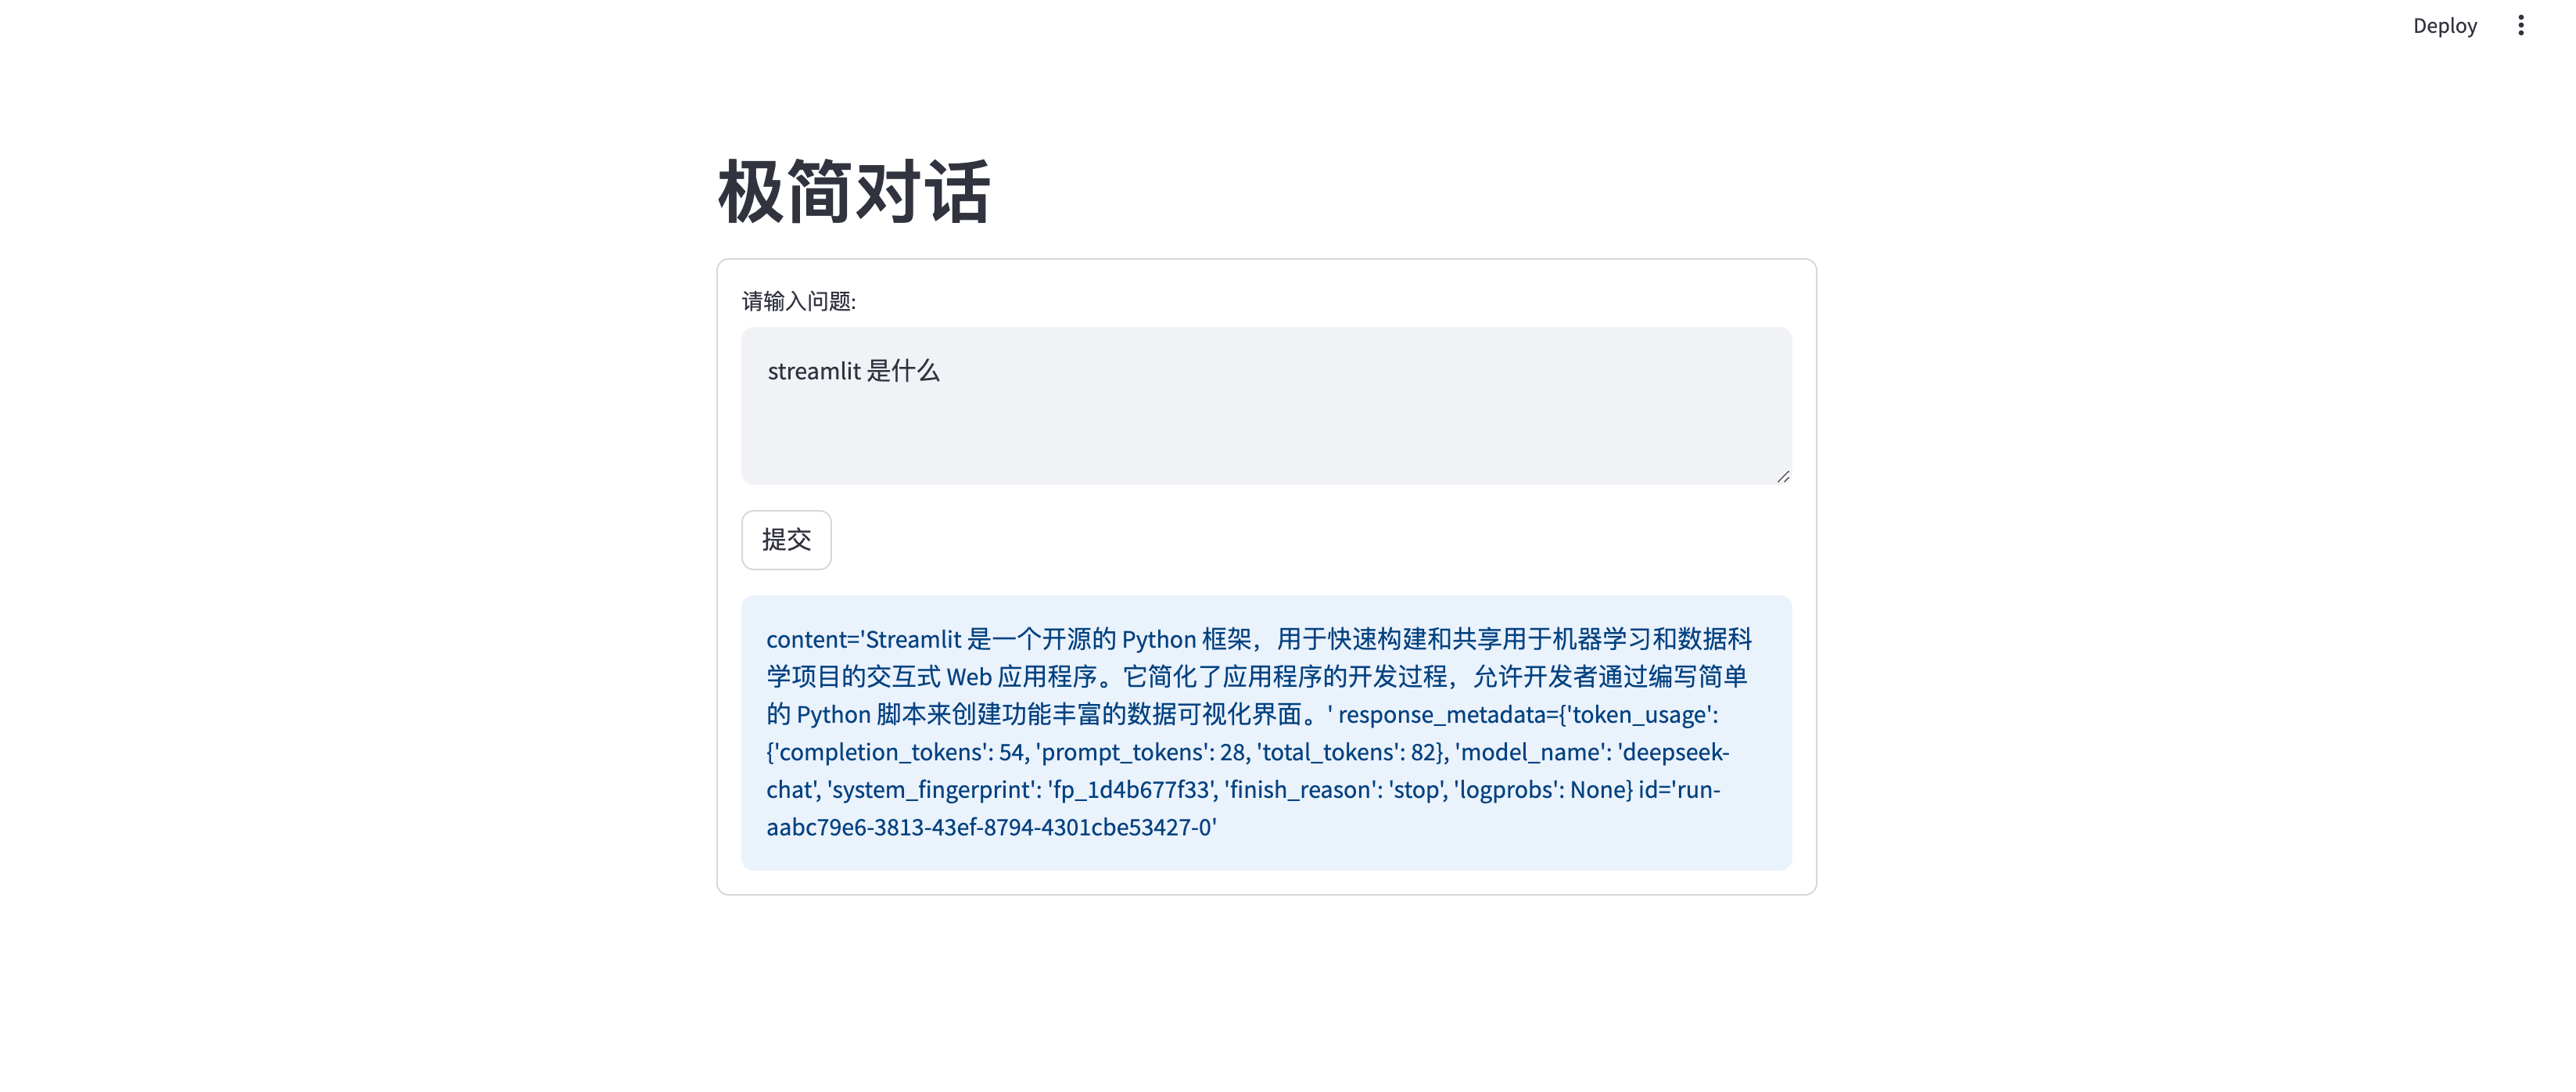 Deploy
极简对话
请输入问题:
streamlit 是什么
提交
content='Streamlit 是一个开源的 Python 框架，用于快速构建和共享用于机器学习和数据科
学项目的交互式 Web 应用程序。它简化了应用程序的开发过程，允许开发者通过编写简单
的 Python 脚本来创建功能丰富的数据可视化界面。' response_metadata={'token_usage':
{'completion_tokens': 54, 'prompt_tokens': 28, 'total_tokens': 82}, 'model_name': 'deepseek-
chat', 'system_fingerprint': 'fp_1d4b677f33', 'finish_reason': 'stop', 'logprobs': None} id='run-
aabc79e6-3813-43ef-8794-4301cbe53427-0'